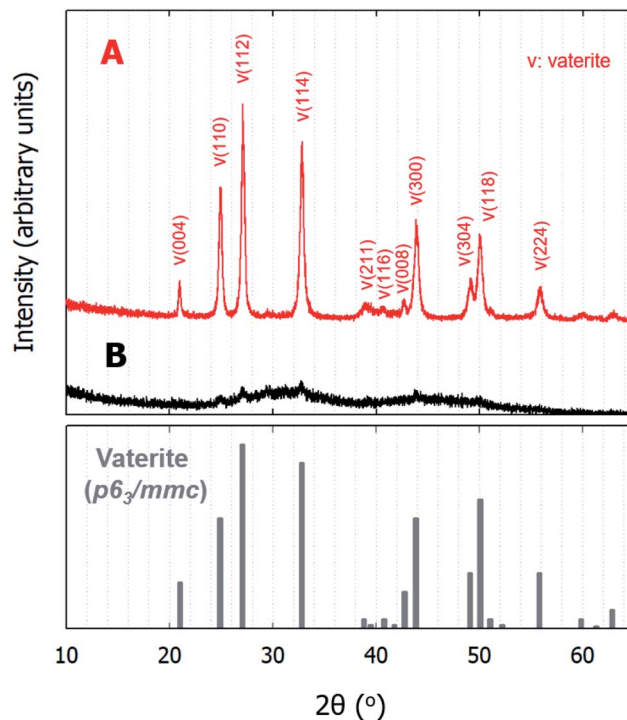 A
v: vaterite
v(004)
v(110)
v(112)
v(114)
v(211)
v(116)
v(008)
v(300)
v(304)
v(118)
v(224)
Intensity (arbitrary units)
B
Vaterite
(p6₃/mmc)
10 20 30 40 50 60
2θ (°)